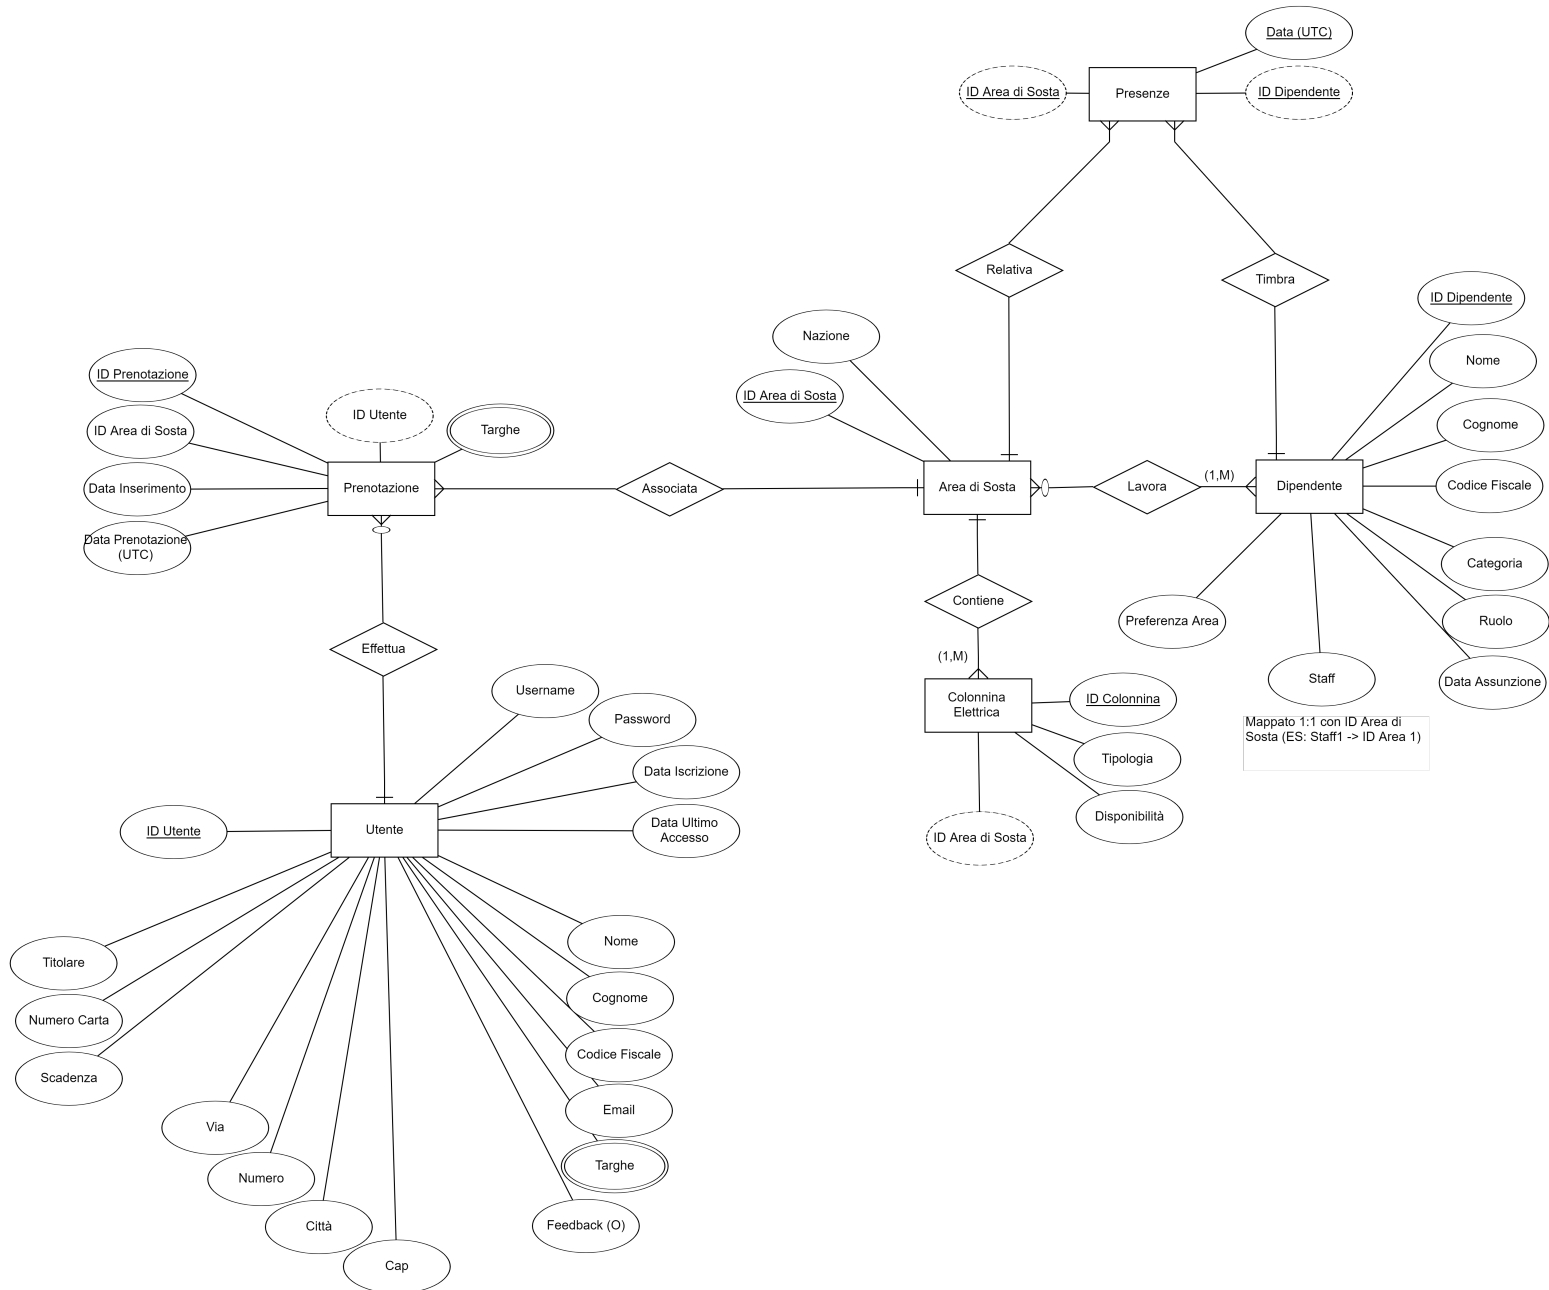 Data (UTC)
ID Area di Sosta
Presenze
ID Dipendente
Relativa
Timbra
ID Dipendente
Nazione
Nome
ID Prenotazione
ID Area di Sosta
ID Utente
Targhe
ID Area di Sosta
Cognome
Data Inserimento
Prenotazione
Associata
Area di Sosta
Lavora
(1,M)
Dipendente
Codice Fiscale
Data Prenotazione
(UTC)
Categoria
Contiene
Preferenza Area
Ruolo
Effettua
(1,M)
Staff
Data Assunzione
Username
Password
Colonnina
Elettrica
ID Colonnina
Mappato 1:1 con ID Area di
Sosta (ES: Staff1 -> ID Area 1)
Tipologia
Data Iscrizione
Disponibilità
ID Utente
Utente
Data Ultimo
Accesso
ID Area di Sosta
Nome
Titolare
Cognome
Numero Carta
Codice Fiscale
Scadenza
Email
Via
Targhe
Numero
Feedback (O)
Città
Cap